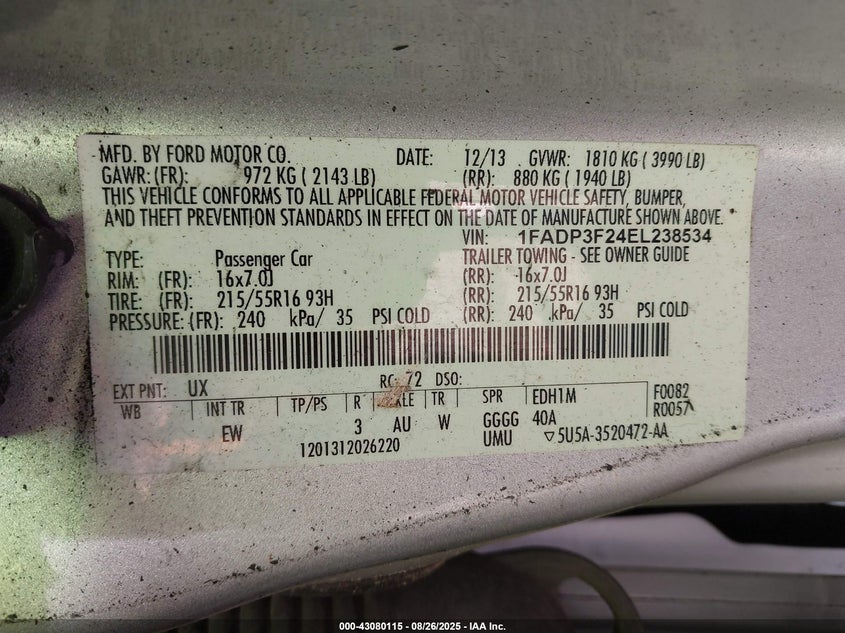 MFD. BY FORD MOTOR CO. DATE: 12/13 GVWR: 1810 KG ( 3990 LB)
GAWR: (FR): 972 KG ( 2143 LB) (RR): 880 KG ( 1940 LB)
THIS VEHICLE CONFORMS TO ALL APPLICABLE FEDERAL MOTOR VEHICLE SAFETY, BUMPER,
AND THEFT PREVENTION STANDARDS IN EFFECT ON THE DATE OF MANUFACTURE SHOWN ABOVE.
VIN: 1FADP3F24EL238534
TYPE: Passenger Car TRAILER TOWING - SEE OWNER GUIDE
RIM: (FR): 16x7.0J (RR): 16x7.0J
TIRE: (FR): 215/55R16 93H (RR): 215/55R16 93H
PRESSURE: (FR): 240 kPa/ 35 PSI COLD (RR): 240 kPa/ 35 PSI COLD
EXT PNT: UX RC: 72 DSO:
WB INT TR TP/PS R AXLE TR SPR EDH1M F0082
EW 3 AU W GGGG 40A R0057
1201312026220 UMU ▽5U5A-3520472-AA
000-43080115 - 08/26/2025 - IAA Inc.